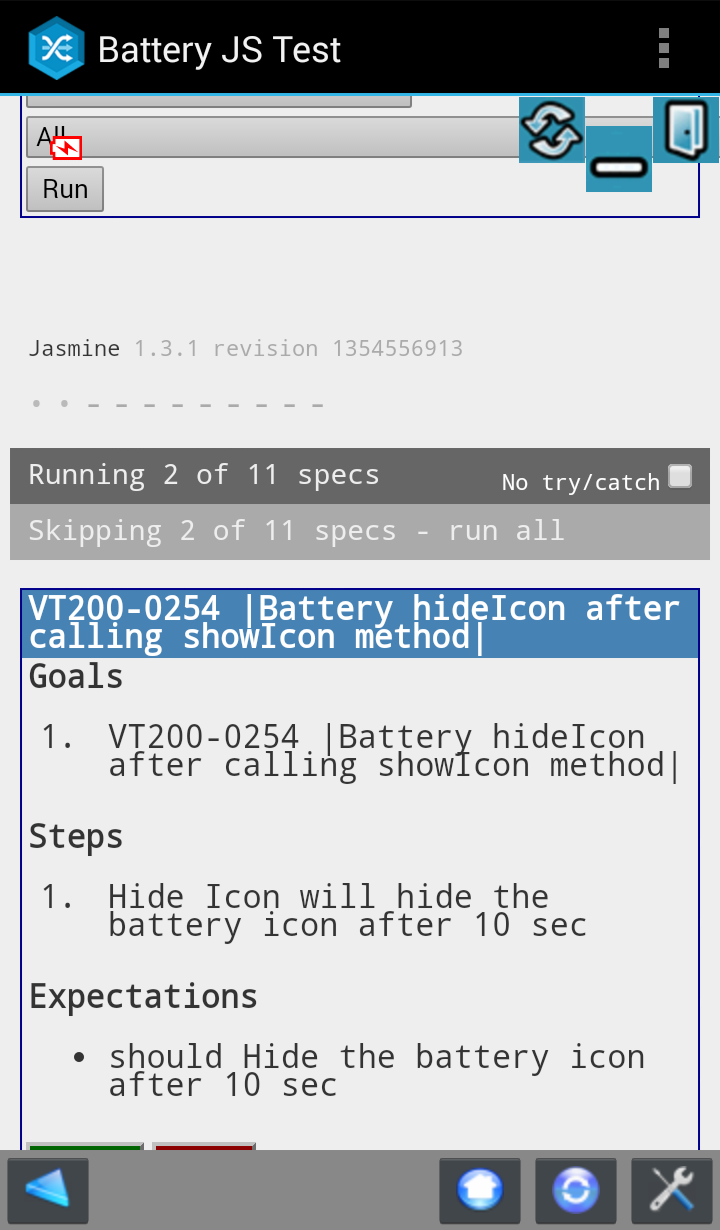 Battery JS Test
All
Run
Jasmine 1.3.1 revision 1354556913
• • - - - - - - - - -
Running 2 of 11 specs
No try/catch
Skipping 2 of 11 specs - run all
VT200-0254 |Battery hideIcon after
calling showIcon method|
Goals
1. VT200-0254 |Battery hideIcon
after calling showIcon method|
Steps
1. Hide Icon will hide the
battery icon after 10 sec
Expectations
• should Hide the battery icon
after 10 sec